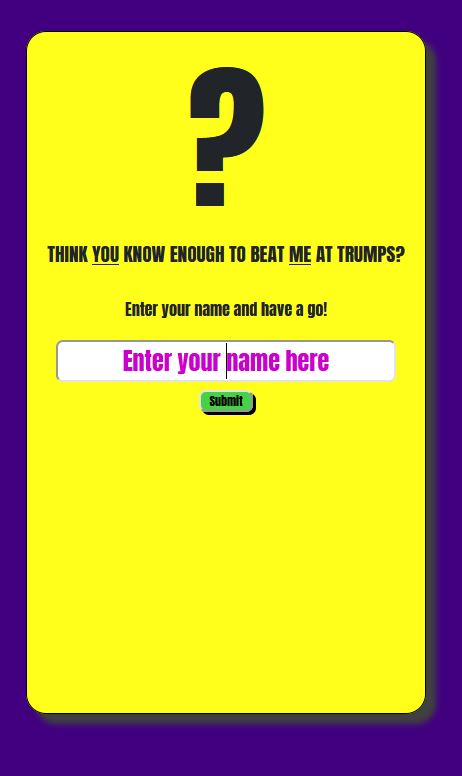 ?
THINK YOU KNOW ENOUGH TO BEAT ME AT TRUMPS?
Enter your name and have a go!
Enter your name here
Submit